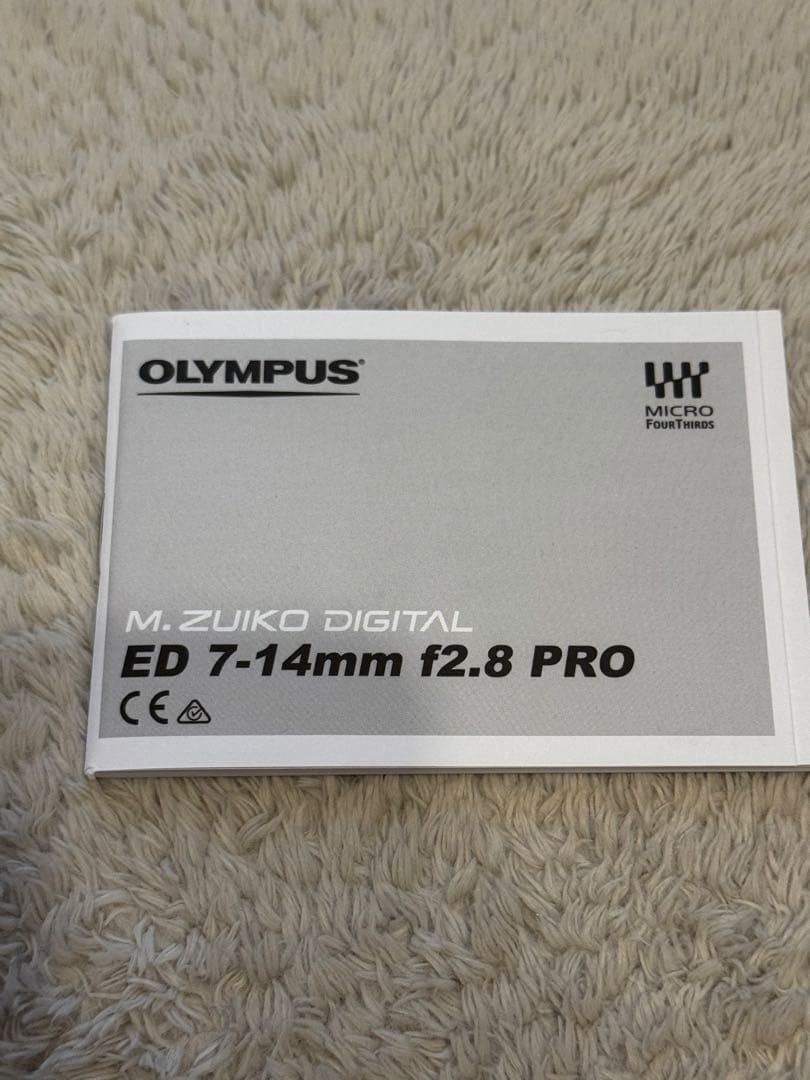 OLYMPUS®
MICRO
FOURTHIRDS
M.ZUIKO DIGITAL
ED 7-14mm f2.8 PRO
CE